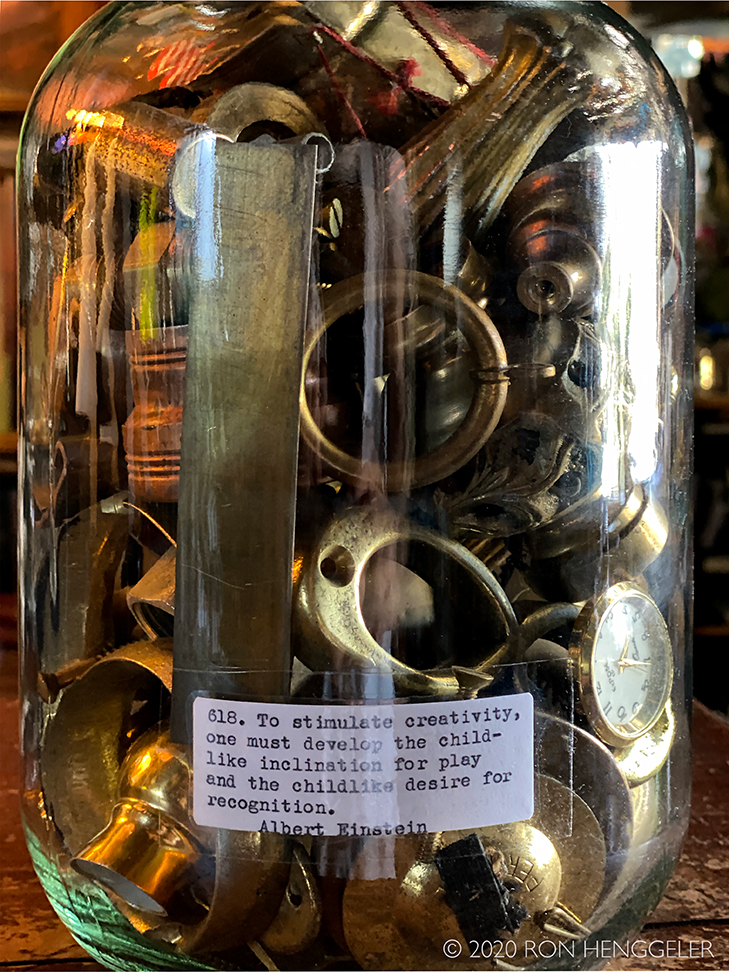 618. To stimulate creativity,
one must develop the child-
like inclination for play
and the childlike desire for
recognition.
Albert Einstein
© 2020 RON HENGGELER